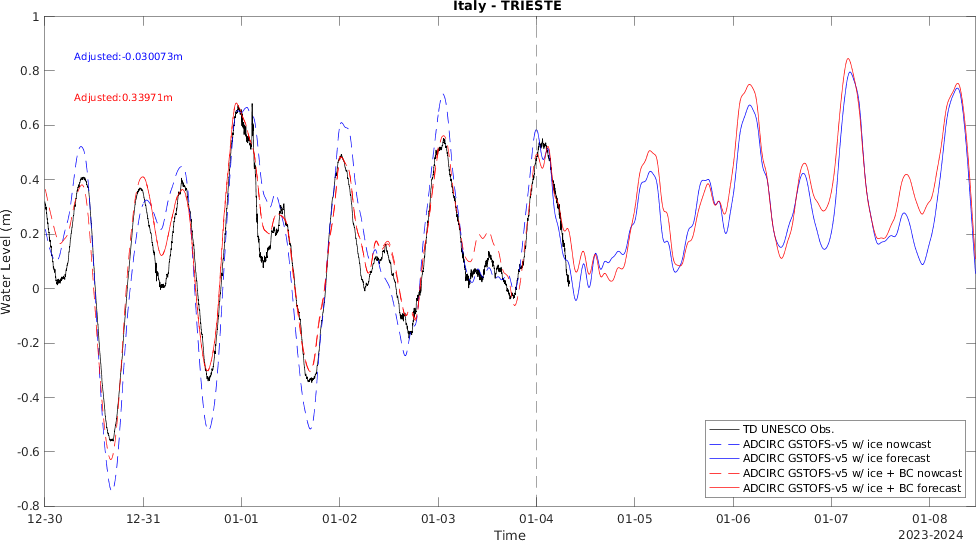 Italy - TRIESTE
Adjusted:-0.030073m
Adjusted:0.33971m
Water Level (m)
1
0.8
0.6
0.4
0.2
0
-0.2
-0.4
-0.6
-0.8
TD UNESCO Obs.
ADCIRC GSTOFS-v5 w/ ice nowcast
ADCIRC GSTOFS-v5 w/ ice forecast
ADCIRC GSTOFS-v5 w/ ice + BC nowcast
ADCIRC GSTOFS-v5 w/ ice + BC forecast
12-30 12-31 01-01 01-02 01-03 01-04 01-05 01-06 01-07 01-08
Time
2023-2024